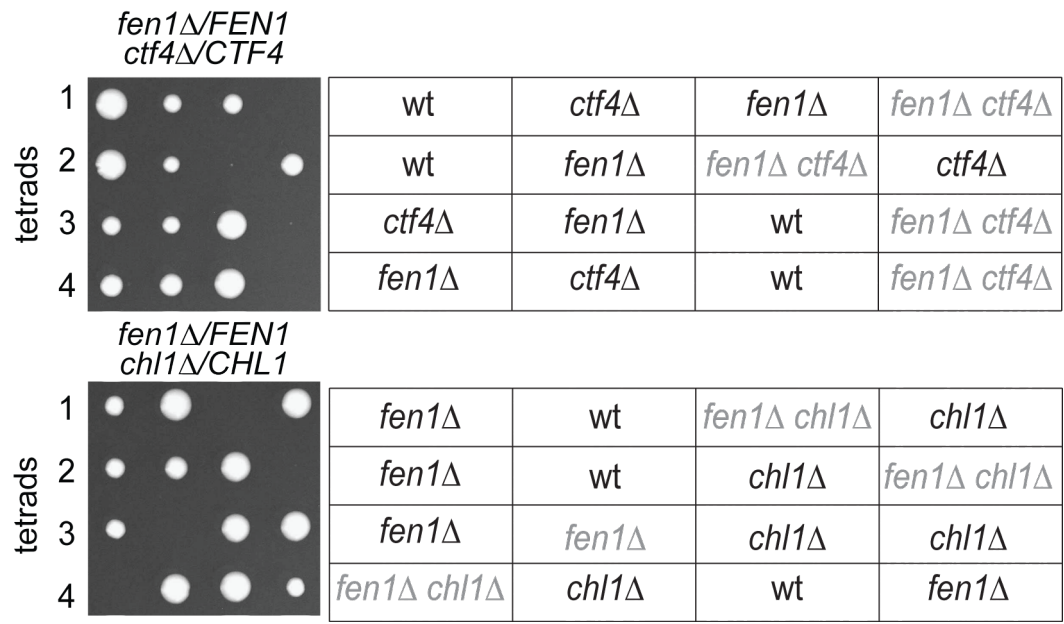 fen1Δ/FEN1
ctf4Δ/CTF4
tetrads
1 wt ctf4Δ fen1Δ fen1Δ ctf4Δ
2 wt fen1Δ fen1Δ ctf4Δ ctf4Δ
3 ctf4Δ fen1Δ wt fen1Δ ctf4Δ
4 fen1Δ ctf4Δ wt fen1Δ ctf4Δ
fen1Δ/FEN1
chl1Δ/CHL1
tetrads
1 fen1Δ wt fen1Δ chl1Δ chl1Δ
2 fen1Δ wt chl1Δ fen1Δ chl1Δ
3 fen1Δ fen1Δ chl1Δ chl1Δ
4 fen1Δ chl1Δ chl1Δ wt fen1Δ